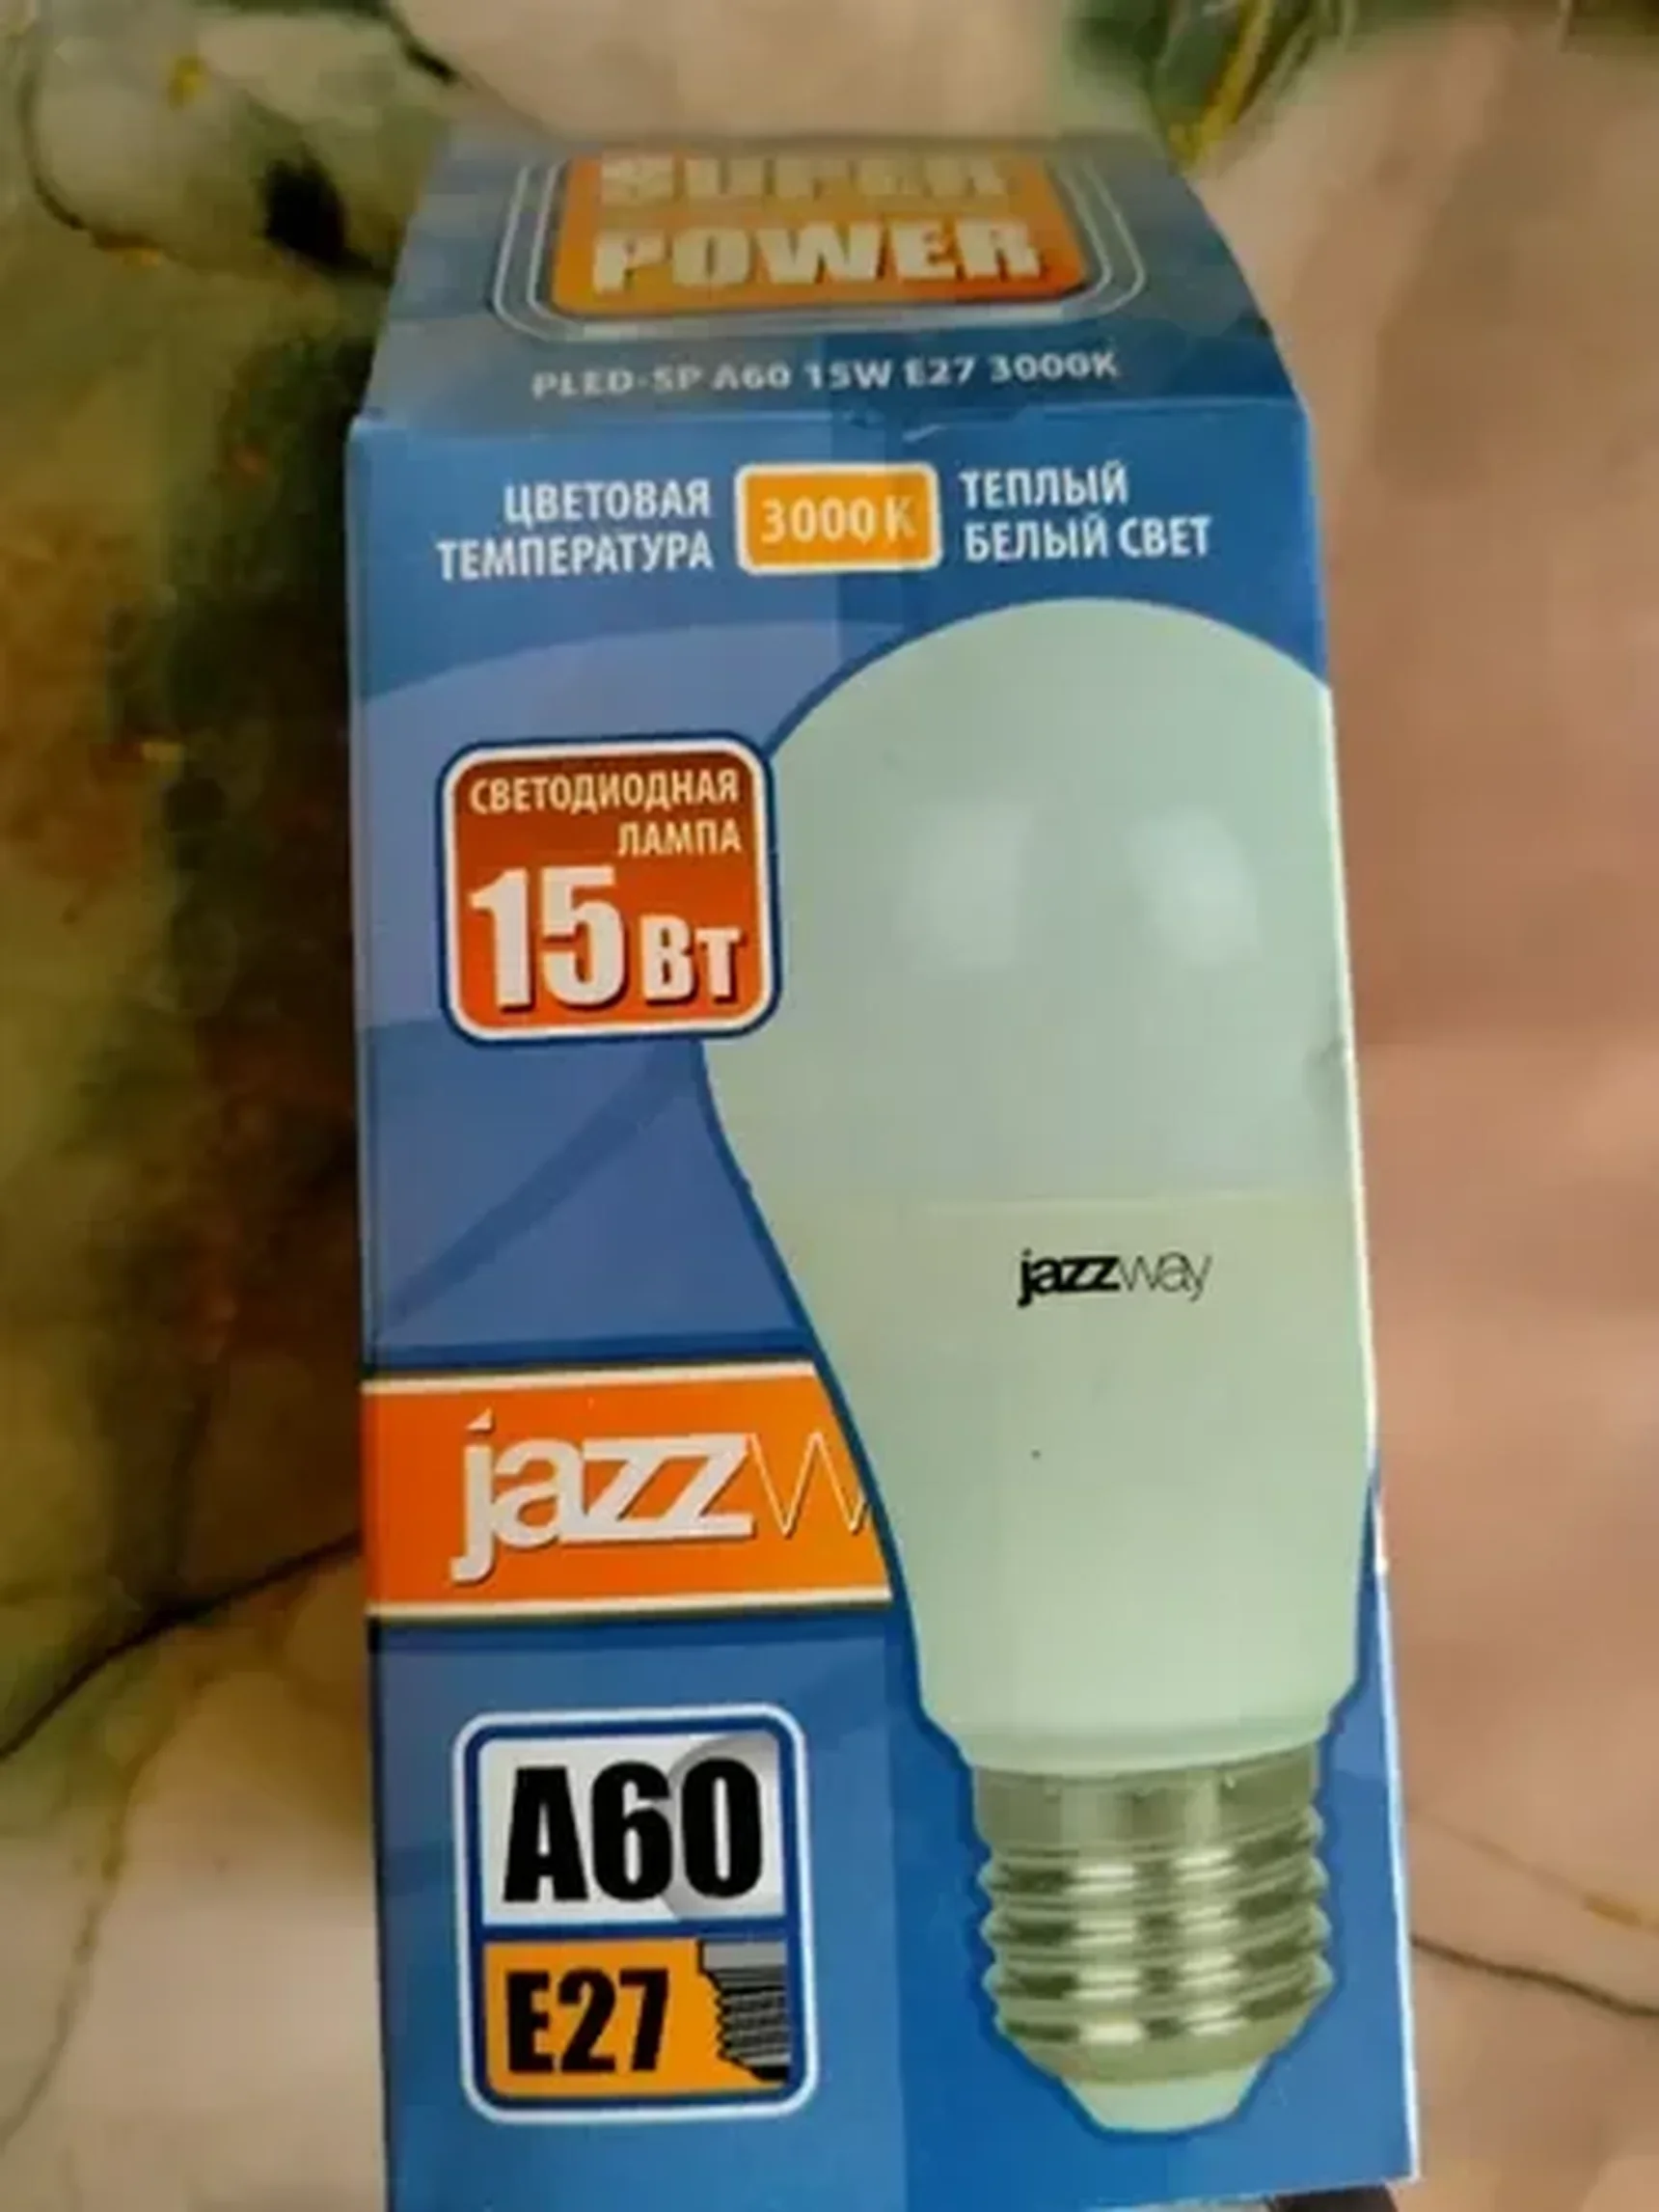 SUPER
POWER
PLED-SP A60 15W E27 3000K
ЦВЕТОВАЯ
ТЕМПЕРАТУРА
3000 K
ТЕПЛЫЙ
БЕЛЫЙ СВЕТ
СВЕТОДИОДНАЯ
ЛАМПА
15 Вт
jazzway
jazzw
A60
E27